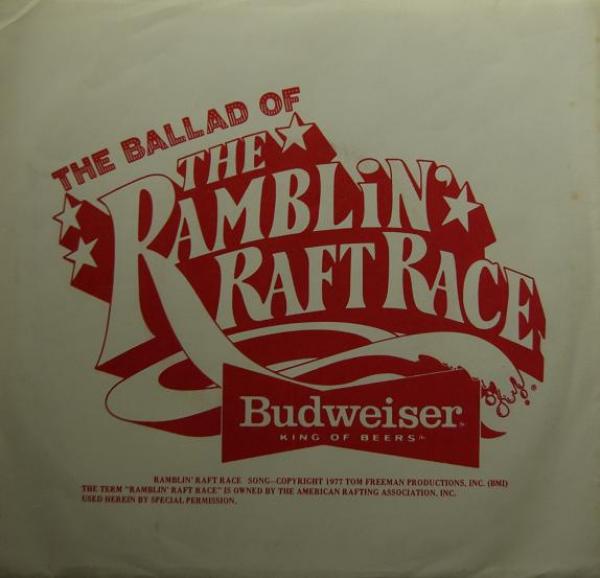 THE BALLAD OF
THE
RAMBLiN'
RAFT RACE
Budweiser
KING OF BEERS
RAMBLIN' RAFT RACE SONG—COPYRIGHT 1977 TOM FREEMAN PRODUCTIONS, INC. (BMI)
THE TERM "RAMBLIN' RAFT RACE" IS OWNED BY THE AMERICAN RAFTING ASSOCIATION, INC.
USED HEREIN BY SPECIAL PERMISSION.